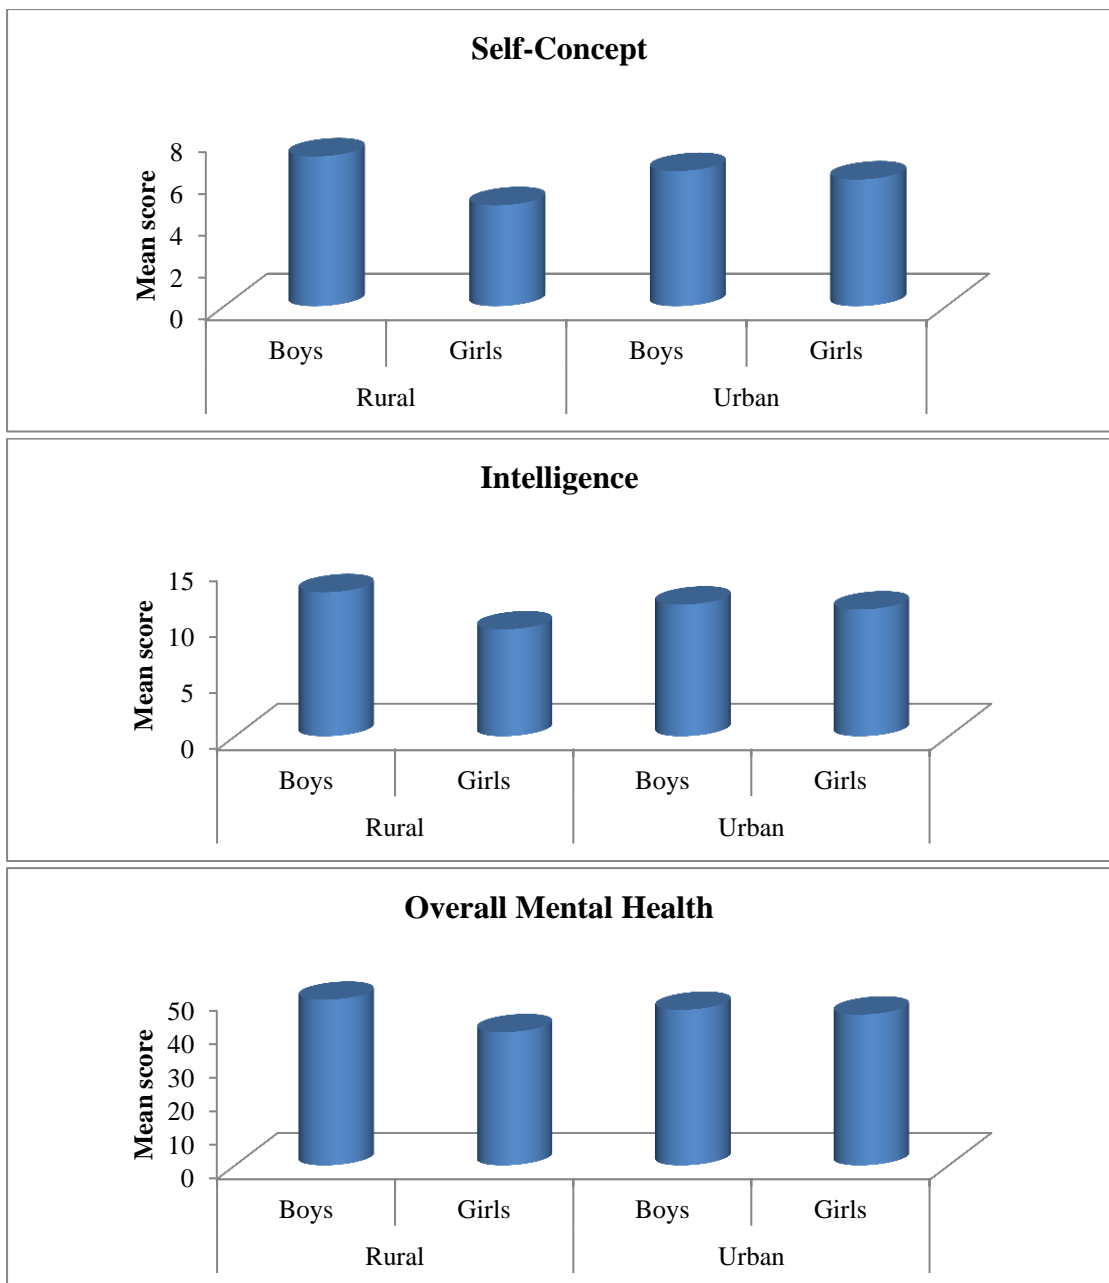 Self-Concept
Mean score
8
6
4
2
0
Boys Girls Boys Girls
Rural Urban
Intelligence
Mean score
15
10
5
0
Boys Girls Boys Girls
Rural Urban
Overall Mental Health
Mean score
50
40
30
20
10
0
Boys Girls Boys Girls
Rural Urban